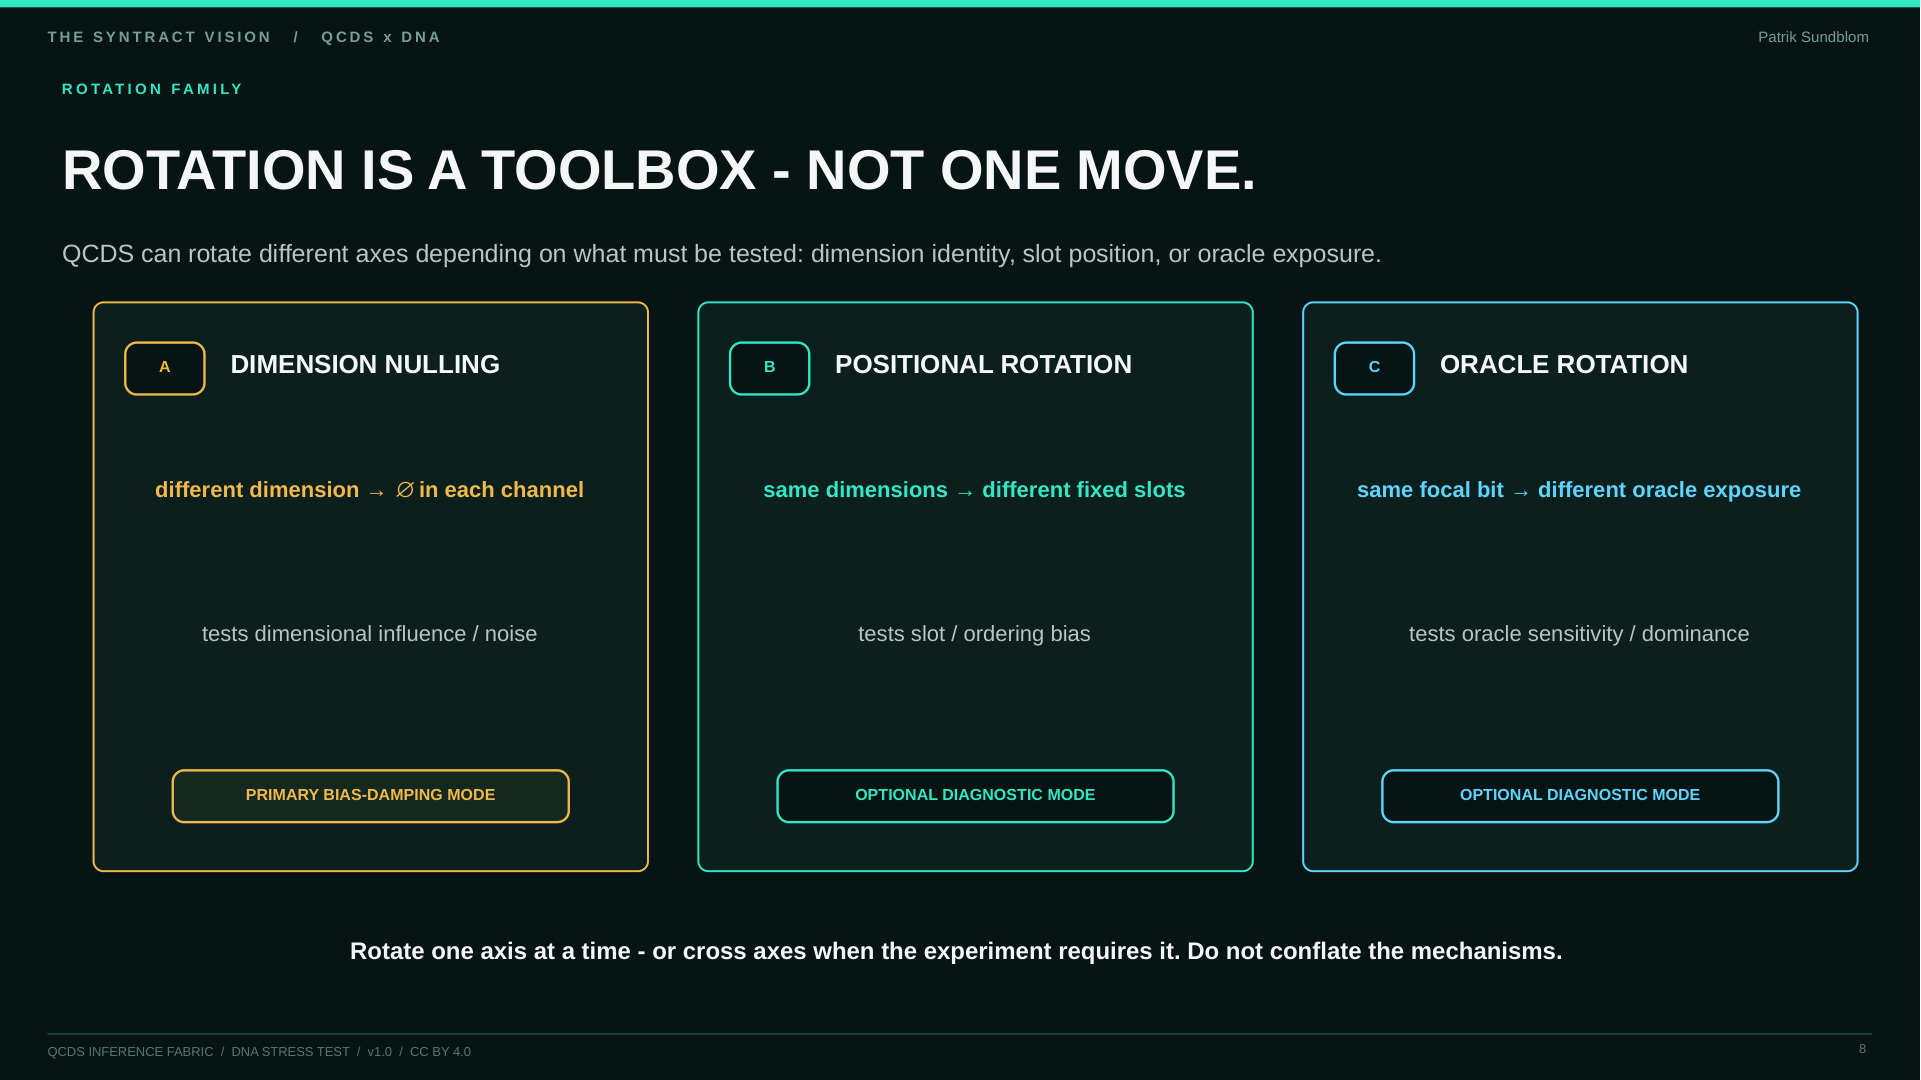 THE SYNTRACT VISION / QCDS x DNA
Patrik Sundblom
ROTATION FAMILY
ROTATION IS A TOOLBOX - NOT ONE MOVE.
QCDS can rotate different axes depending on what must be tested: dimension identity, slot position, or oracle exposure.
A
DIMENSION NULLING
different dimension → ∅ in each channel
tests dimensional influence / noise
PRIMARY BIAS-DAMPING MODE
B
POSITIONAL ROTATION
same dimensions → different fixed slots
tests slot / ordering bias
OPTIONAL DIAGNOSTIC MODE
C
ORACLE ROTATION
same focal bit → different oracle exposure
tests oracle sensitivity / dominance
OPTIONAL DIAGNOSTIC MODE
Rotate one axis at a time - or cross axes when the experiment requires it. Do not conflate the mechanisms.
QCDS INFERENCE FABRIC / DNA STRESS TEST / v1.0 / CC BY 4.0
8